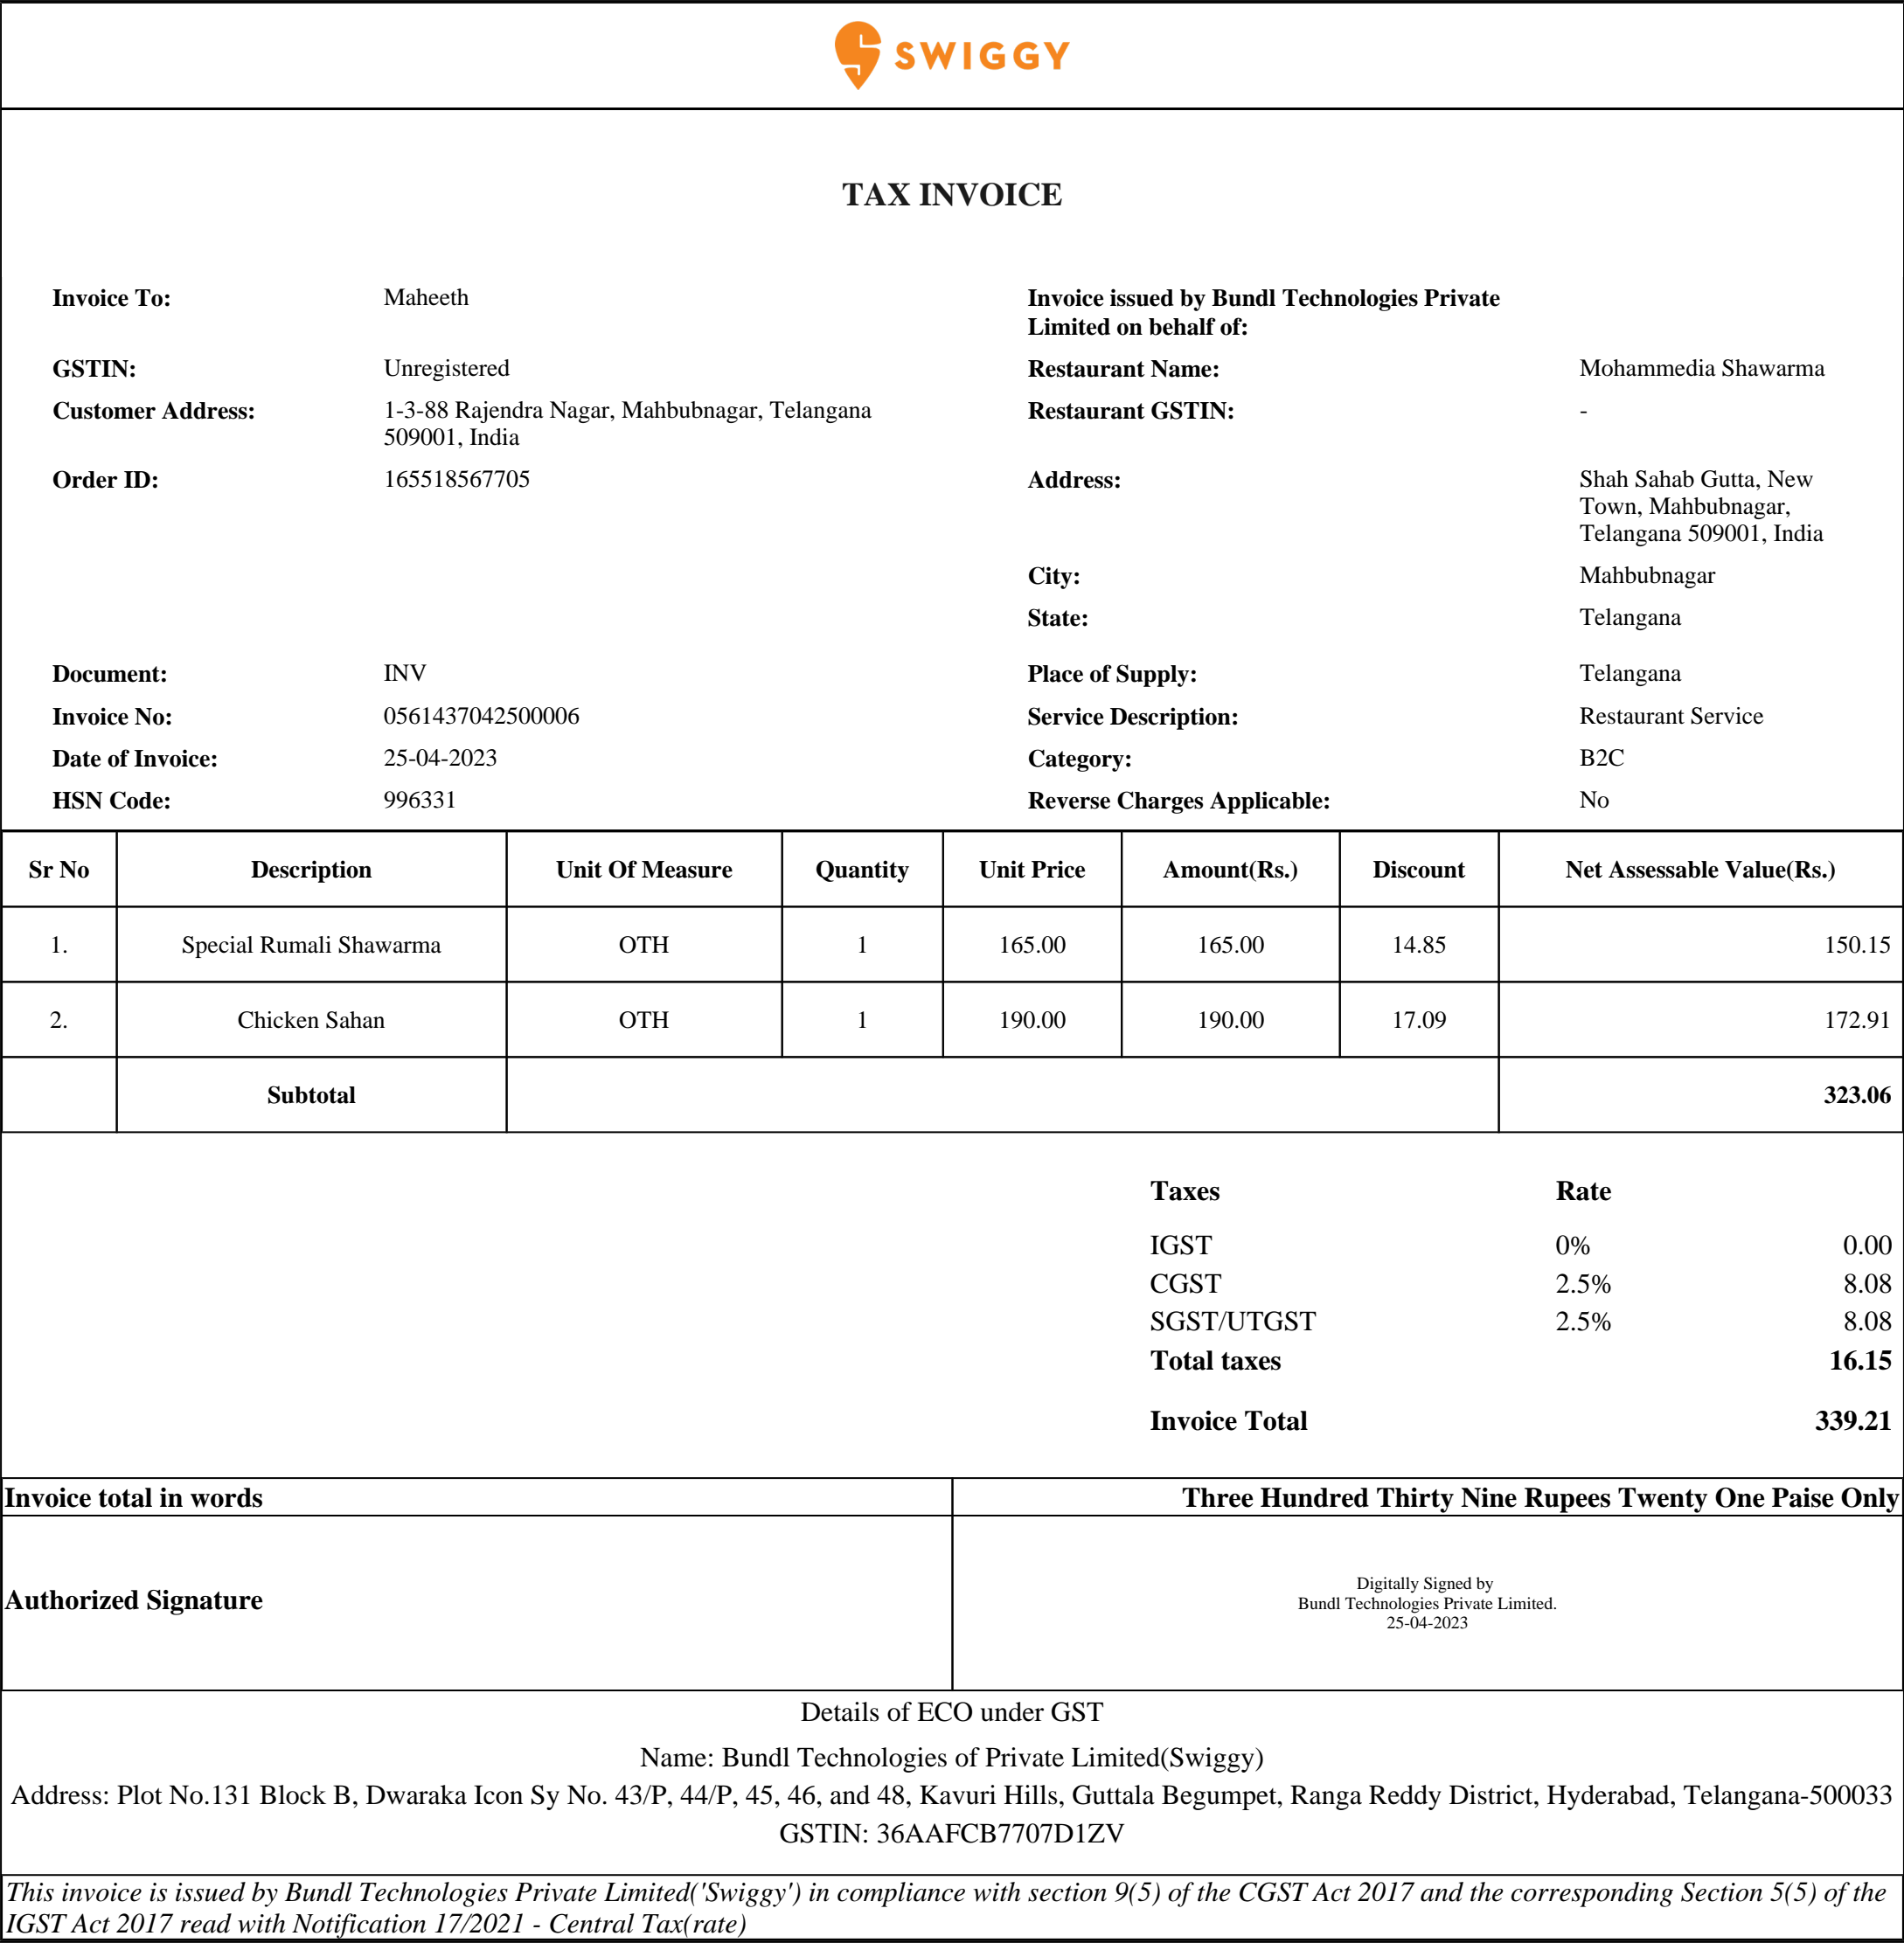 SWIGGY
TAX INVOICE
Invoice To: Maheeth Invoice issued by Bundl Technologies Private
Limited on behalf of:
GSTIN: Unregistered Restaurant Name: Mohammedia Shawarma
Customer Address: 1-3-88 Rajendra Nagar, Mahbubnagar, Telangana Restaurant GSTIN: -
509001, India
Order ID: 165518567705 Address: Shah Sahab Gutta, New
Town, Mahbubnagar,
Telangana 509001, India
City: Mahbubnagar
State: Telangana
Document: INV Place of Supply: Telangana
Invoice No: 0561437042500006 Service Description: Restaurant Service
Date of Invoice: 25-04-2023 Category: B2C
HSN Code: 996331 Reverse Charges Applicable: No
Sr No Description Unit Of Measure Quantity Unit Price Amount(Rs.) Discount Net Assessable Value(Rs.)
1. Special Rumali Shawarma OTH 1 165.00 165.00 14.85 150.15
2. Chicken Sahan OTH 1 190.00 190.00 17.09 172.91
Subtotal 323.06
Taxes Rate
IGST 0% 0.00
CGST 2.5% 8.08
SGST/UTGST 2.5% 8.08
Total taxes 16.15
Invoice Total 339.21
Invoice total in words Three Hundred Thirty Nine Rupees Twenty One Paise Only
Authorized Signature
Digitally Signed by
Bundl Technologies Private Limited.
25-04-2023
Details of ECO under GST
Name: Bundl Technologies of Private Limited(Swiggy)
Address: Plot No.131 Block B, Dwaraka Icon Sy No. 43/P, 44/P, 45, 46, and 48, Kavuri Hills, Guttala Begumpet, Ranga Reddy District, Hyderabad, Telangana-500033
GSTIN: 36AAFCB7707D1ZV
This invoice is issued by Bundl Technologies Private Limited('Swiggy') in compliance with section 9(5) of the CGST Act 2017 and the corresponding Section 5(5) of the
IGST Act 2017 read with Notification 17/2021 - Central Tax(rate)